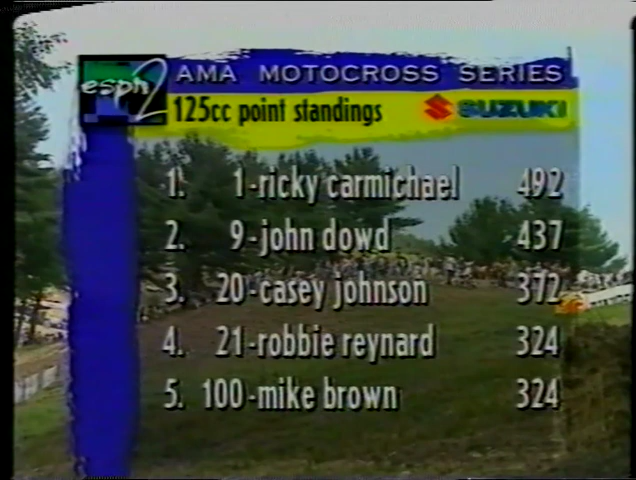 espn2
AMA MOTOCROSS SERIES
125cc point standings SUZUKI
1. 1-ricky carmichael 492
2. 9-john dowd 437
3. 20-casey johnson 372
4. 21-robbie reynard 324
5. 100-mike brown 324